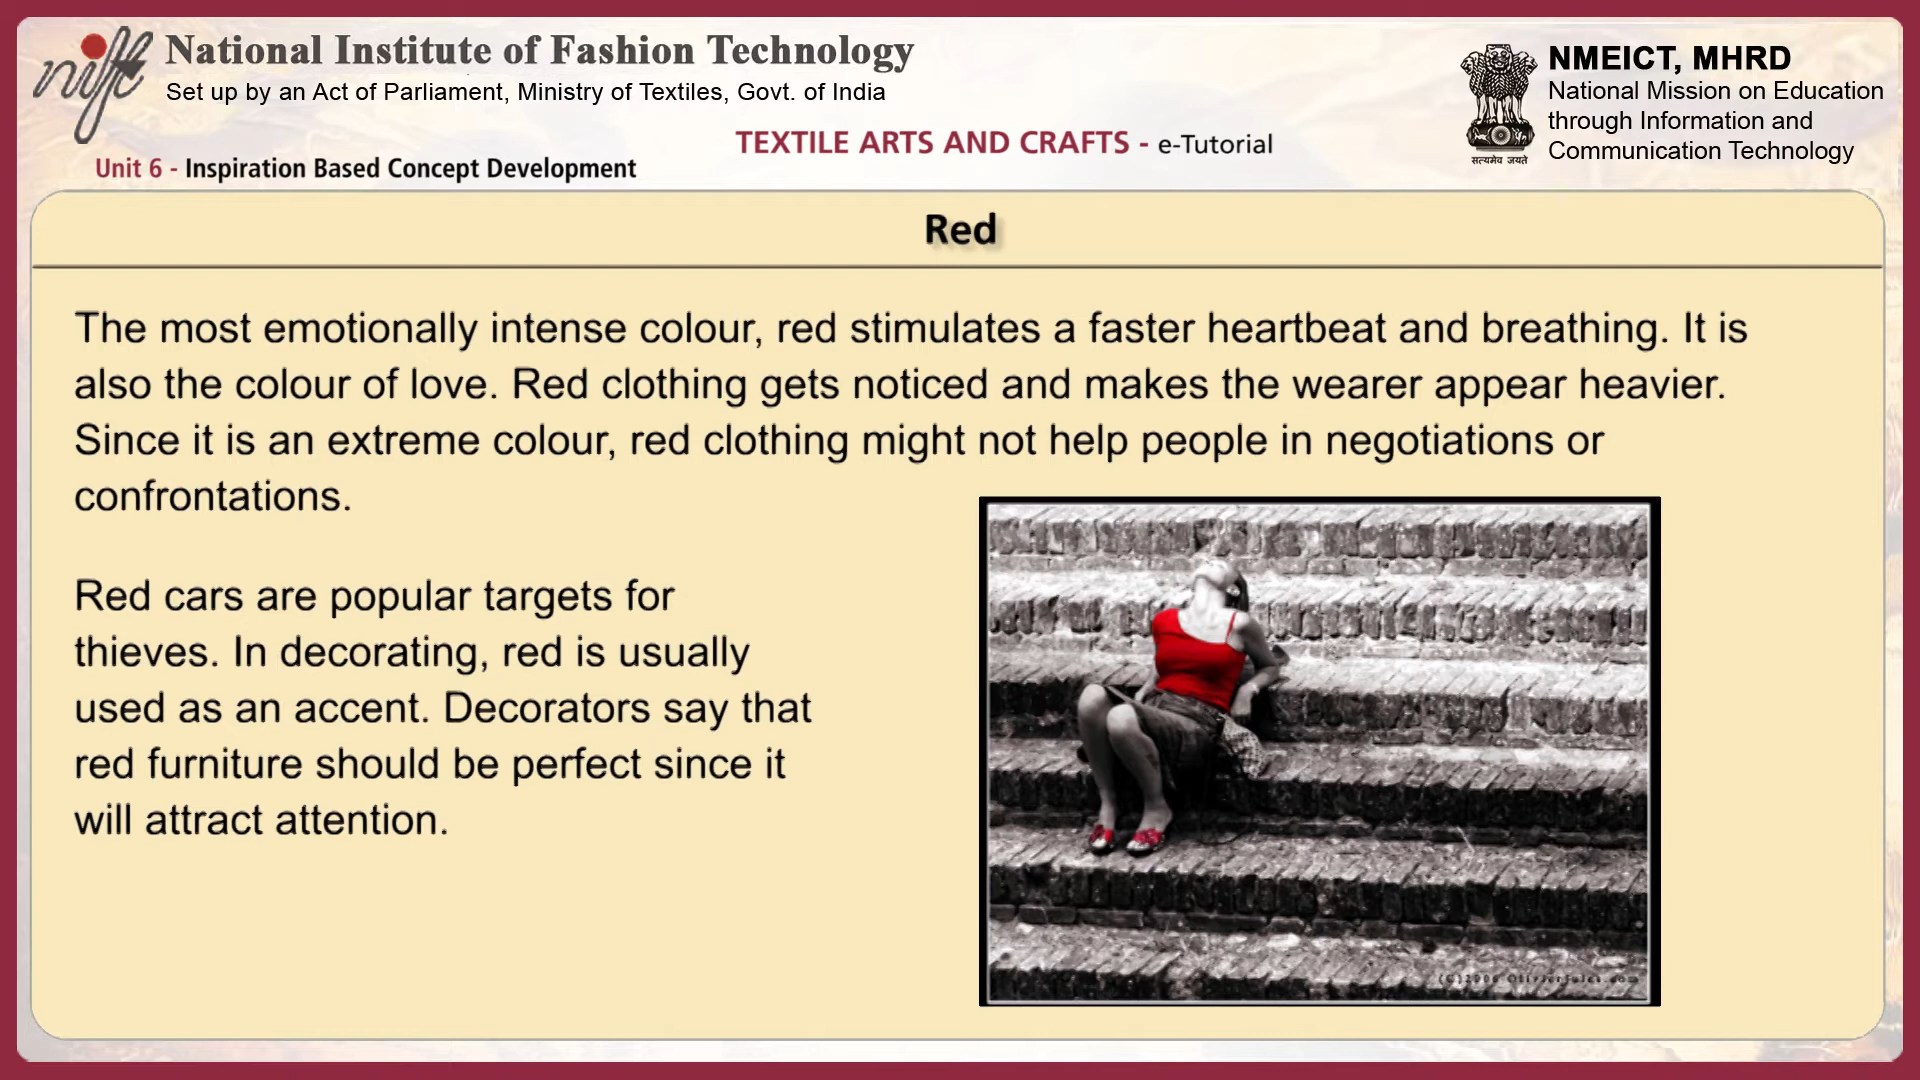 nift
National Institute of Fashion Technology
Set up by an Act of Parliament, Ministry of Textiles, Govt. of India
TEXTILE ARTS AND CRAFTS - e-Tutorial
Unit 6 - Inspiration Based Concept Development
NMEICT, MHRD
National Mission on Education
through Information and
Communication Technology
सत्यमेव जयते
Red
The most emotionally intense colour, red stimulates a faster heartbeat and breathing. It is
also the colour of love. Red clothing gets noticed and makes the wearer appear heavier.
Since it is an extreme colour, red clothing might not help people in negotiations or
confrontations.
Red cars are popular targets for
thieves. In decorating, red is usually
used as an accent. Decorators say that
red furniture should be perfect since it
will attract attention.